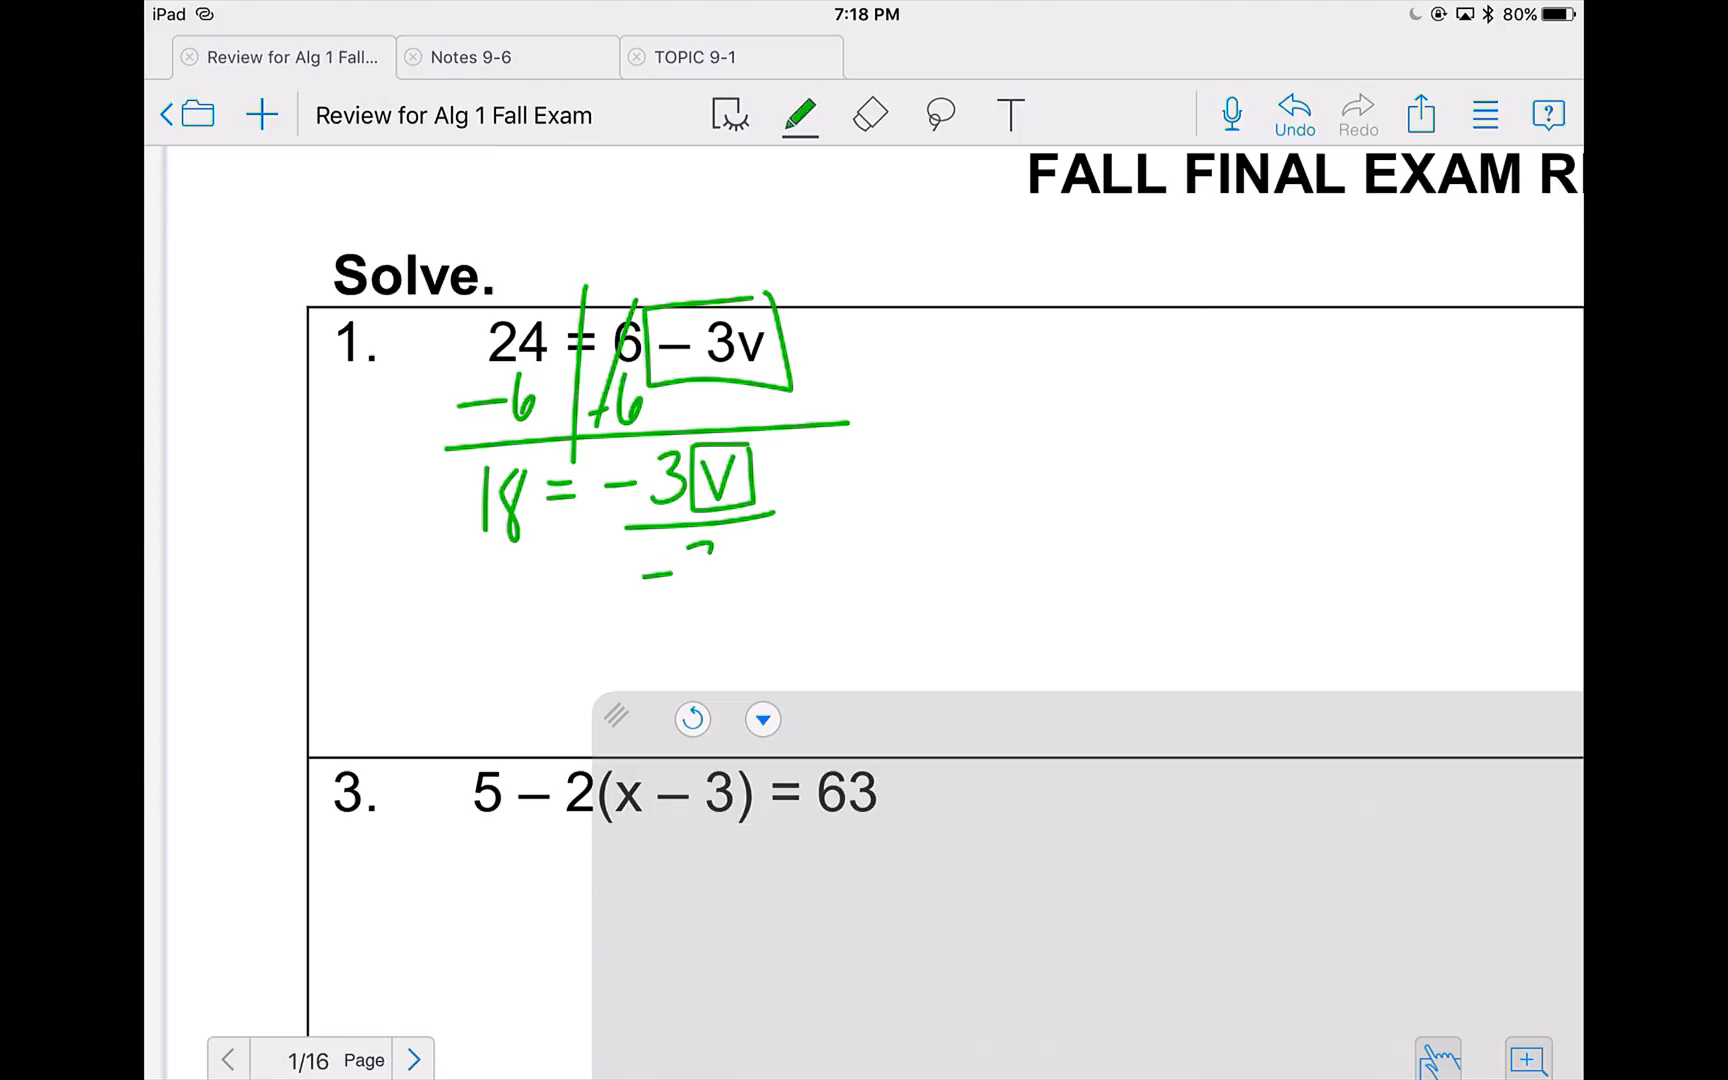 iPad 7:18 PM 80%
Review for Alg 1 Fall... Notes 9-6 TOPIC 9-1
Review for Alg 1 Fall Exam T Undo Redo ?
FALL FINAL EXAM
Solve.
1. 24 = 6 – 3v
–6 –6
18 = –3v
–
3. 5 – 2(x – 3) = 63
1/16 Page